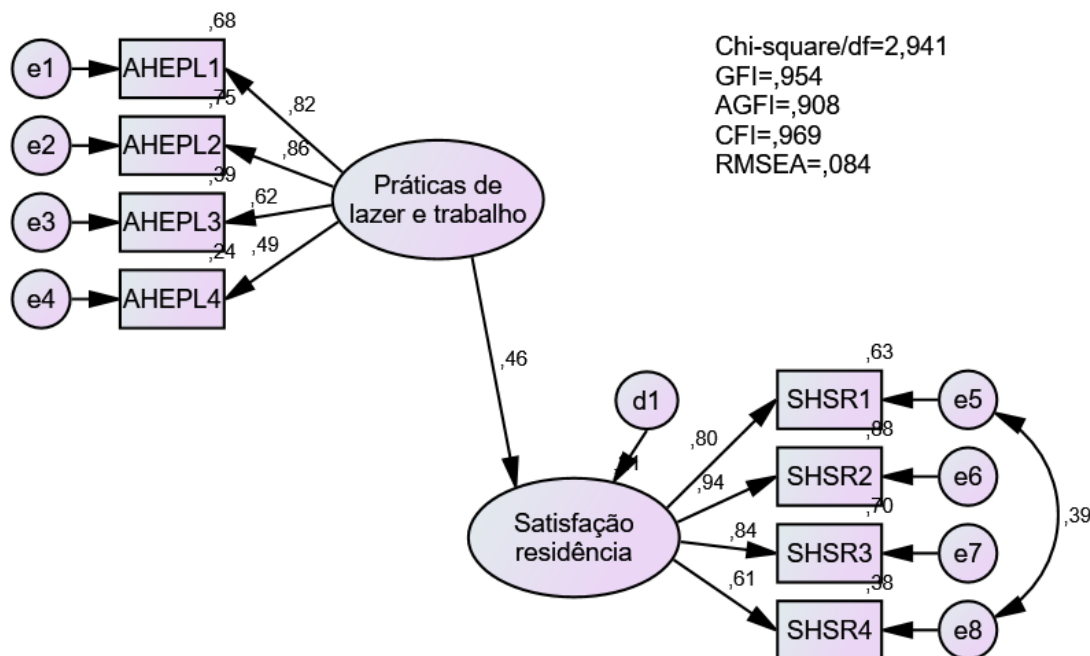 ,68
e1
AHEPL1
,82
,75
e2
AHEPL2
,86
,39
e3
AHEPL3
,62
,24
e4
AHEPL4
,49
Práticas de
lazer e trabalho
Chi-square/df=2,941
GFI=,954
AGFI=,908
CFI=,969
RMSEA=,084
,46
d1
Satisfação
residência
,63
,80
SHSR1
e5
,88
,94
SHSR2
e6
,70
,84
SHSR3
e7
,38
,61
SHSR4
e8
,39